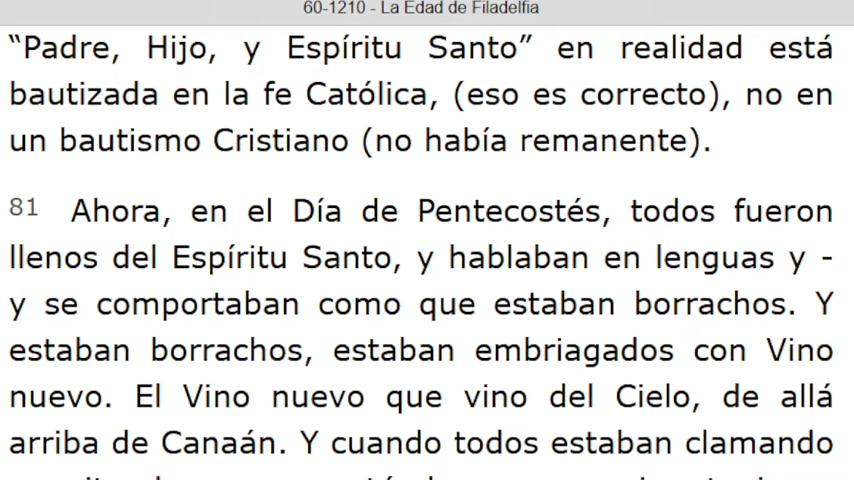 60-1210 - La Edad de Filadelfia
“Padre, Hijo, y Espíritu Santo” en realidad está
bautizada en la fe Católica, (eso es correcto), no en
un bautismo Cristiano (no había remanente).
81 Ahora, en el Día de Pentecostés, todos fueron
llenos del Espíritu Santo, y hablaban en lenguas y -
y se comportaban como que estaban borrachos. Y
estaban borrachos, estaban embriagados con Vino
nuevo. El Vino nuevo que vino del Cielo, de allá
arriba de Canaán. Y cuando todos estaban clamando